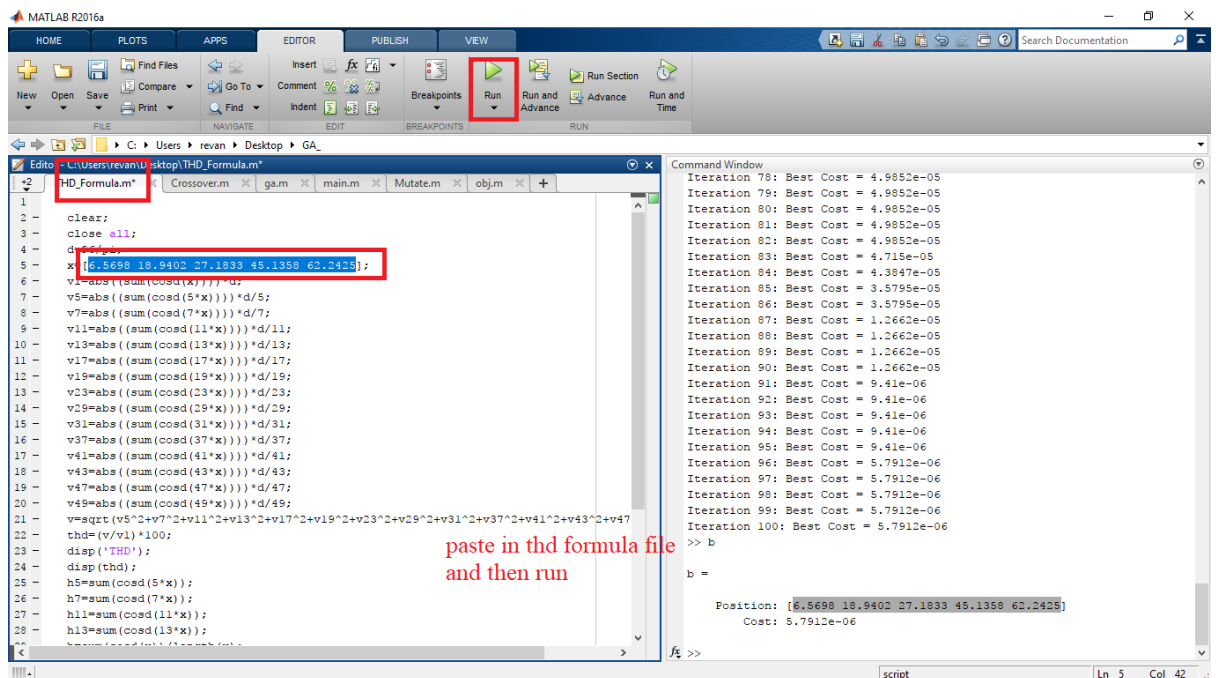 MATLAB R2016a
HOME PLOTS APPS EDITOR PUBLISH VIEW
Search Documentation
New Open Save
Find Files
Compare
Print
Go To
Find
Insert
Comment
Indent
Breakpoints
Run
Run and Advance
Run Section
Advance
Run and Time
FILE NAVIGATE EDIT BREAKPOINTS RUN
C: Users revan Desktop GA_
Editor - C:\Users\revan\Desktop\THD_Formula.m*
+2 THD_Formula.m* Crossover.m ga.m main.m Mutate.m obj.m +
1
2 - clear;
3 - close all;
4 -
5 - x=[6.5698 18.9402 27.1833 45.1358 62.2425];
6 - v1=abs((sum(cosd(x))))*d;
7 - v5=abs((sum(cosd(5*x))))*d/5;
8 - v7=abs((sum(cosd(7*x))))*d/7;
9 - v11=abs((sum(cosd(11*x))))*d/11;
10 - v13=abs((sum(cosd(13*x))))*d/13;
11 - v17=abs((sum(cosd(17*x))))*d/17;
12 - v19=abs((sum(cosd(19*x))))*d/19;
13 - v23=abs((sum(cosd(23*x))))*d/23;
14 - v29=abs((sum(cosd(29*x))))*d/29;
15 - v31=abs((sum(cosd(31*x))))*d/31;
16 - v37=abs((sum(cosd(37*x))))*d/37;
17 - v41=abs((sum(cosd(41*x))))*d/41;
18 - v43=abs((sum(cosd(43*x))))*d/43;
19 - v47=abs((sum(cosd(47*x))))*d/47;
20 - v49=abs((sum(cosd(49*x))))*d/49;
21 - v=sqrt(v5^2+v7^2+v11^2+v13^2+v17^2+v19^2+v23^2+v29^2+v31^2+v37^2+v41^2+v43^2+v47
22 - thd=(v/v1)*100;
23 - disp('THD');
24 - disp(thd);
25 - h5=sum(cosd(5*x));
26 - h7=sum(cosd(7*x));
27 - h11=sum(cosd(11*x));
28 - h13=sum(cosd(13*x));
paste in thd formula file
and then run
Command Window
Iteration 78: Best Cost = 4.9852e-05
Iteration 79: Best Cost = 4.9852e-05
Iteration 80: Best Cost = 4.9852e-05
Iteration 81: Best Cost = 4.9852e-05
Iteration 82: Best Cost = 4.9852e-05
Iteration 83: Best Cost = 4.715e-05
Iteration 84: Best Cost = 4.3847e-05
Iteration 85: Best Cost = 3.5795e-05
Iteration 86: Best Cost = 3.5795e-05
Iteration 87: Best Cost = 1.2662e-05
Iteration 88: Best Cost = 1.2662e-05
Iteration 89: Best Cost = 1.2662e-05
Iteration 90: Best Cost = 1.2662e-05
Iteration 91: Best Cost = 9.41e-06
Iteration 92: Best Cost = 9.41e-06
Iteration 93: Best Cost = 9.41e-06
Iteration 94: Best Cost = 9.41e-06
Iteration 95: Best Cost = 9.41e-06
Iteration 96: Best Cost = 5.7912e-06
Iteration 97: Best Cost = 5.7912e-06
Iteration 98: Best Cost = 5.7912e-06
Iteration 99: Best Cost = 5.7912e-06
Iteration 100: Best Cost = 5.7912e-06
>> b
b =
Position: [6.5698 18.9402 27.1833 45.1358 62.2425]
Cost: 5.7912e-06
fx >>
script Ln 5 Col 42